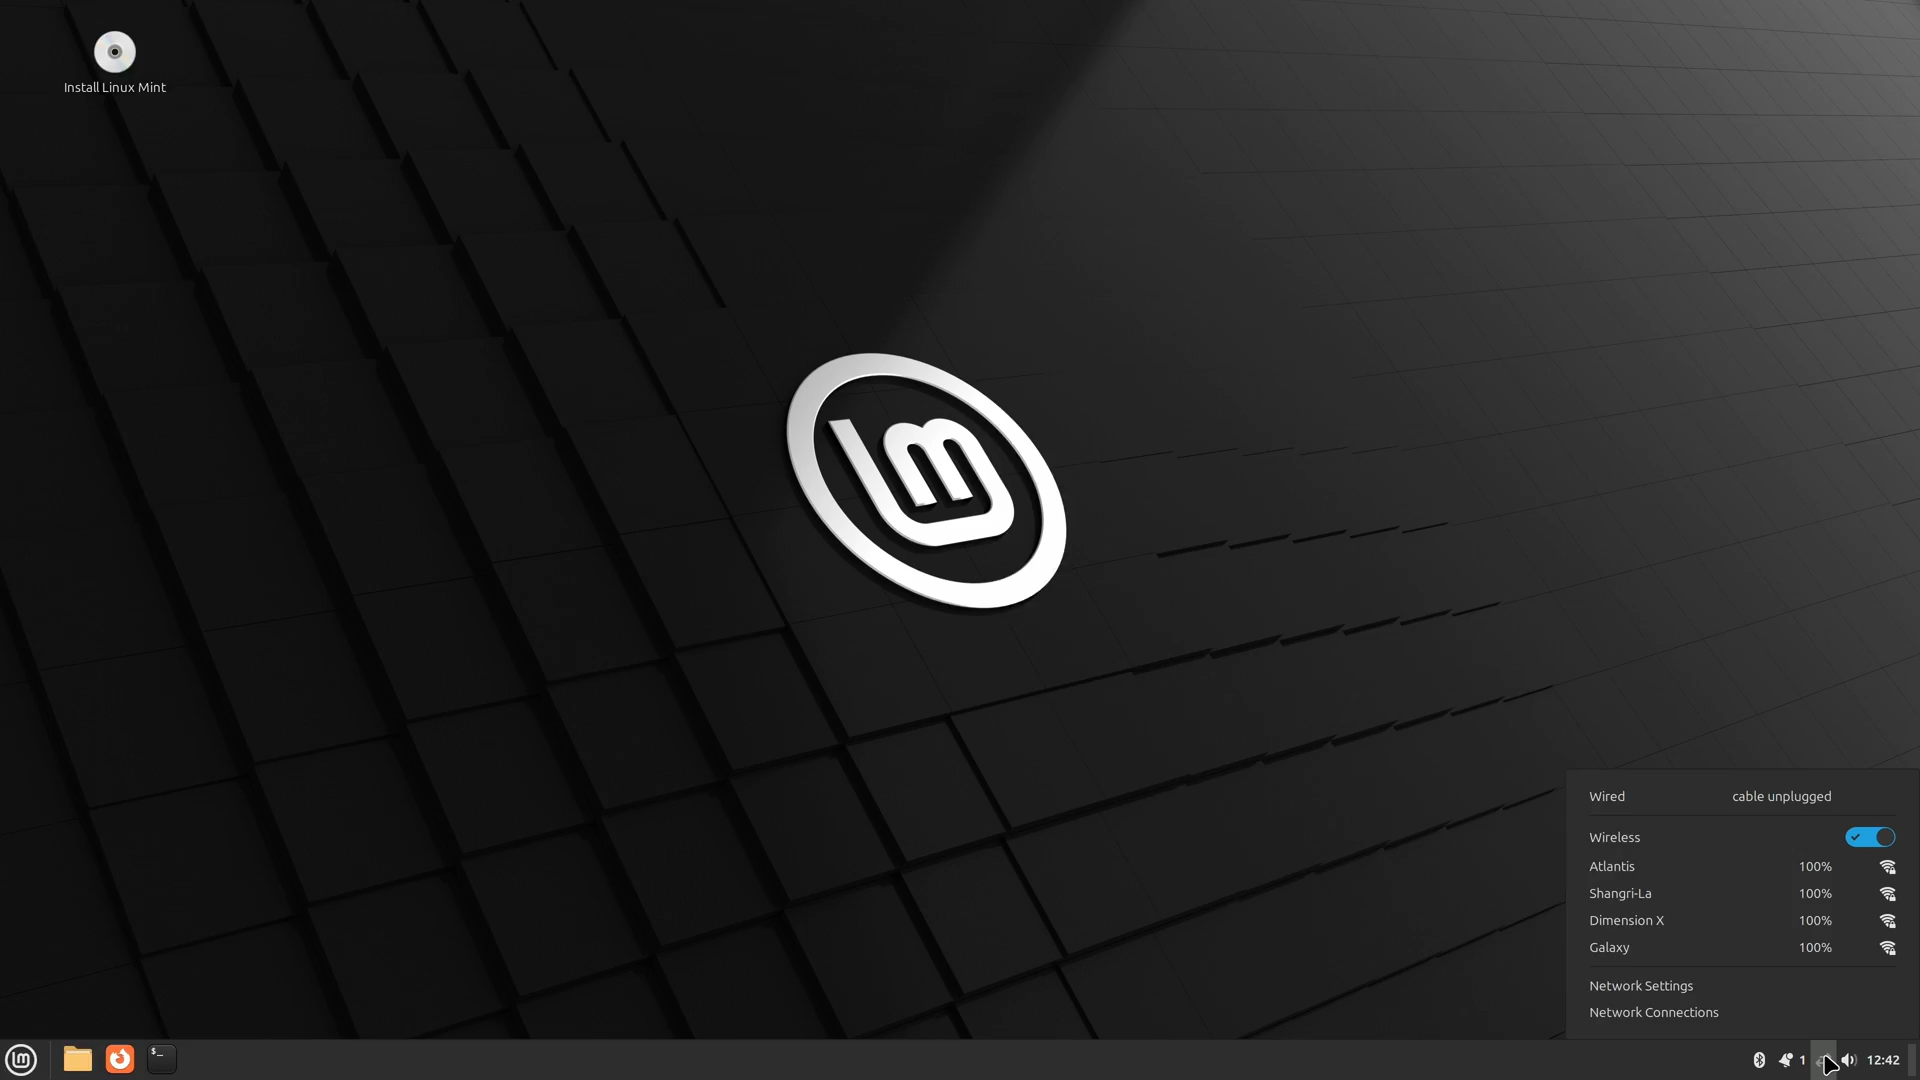 Install Linux Mint
Wired cable unplugged
Wireless
Atlantis 100%
Shangri-La 100%
Dimension X 100%
Galaxy 100%
Network Settings
Network Connections
$_
1 12:42